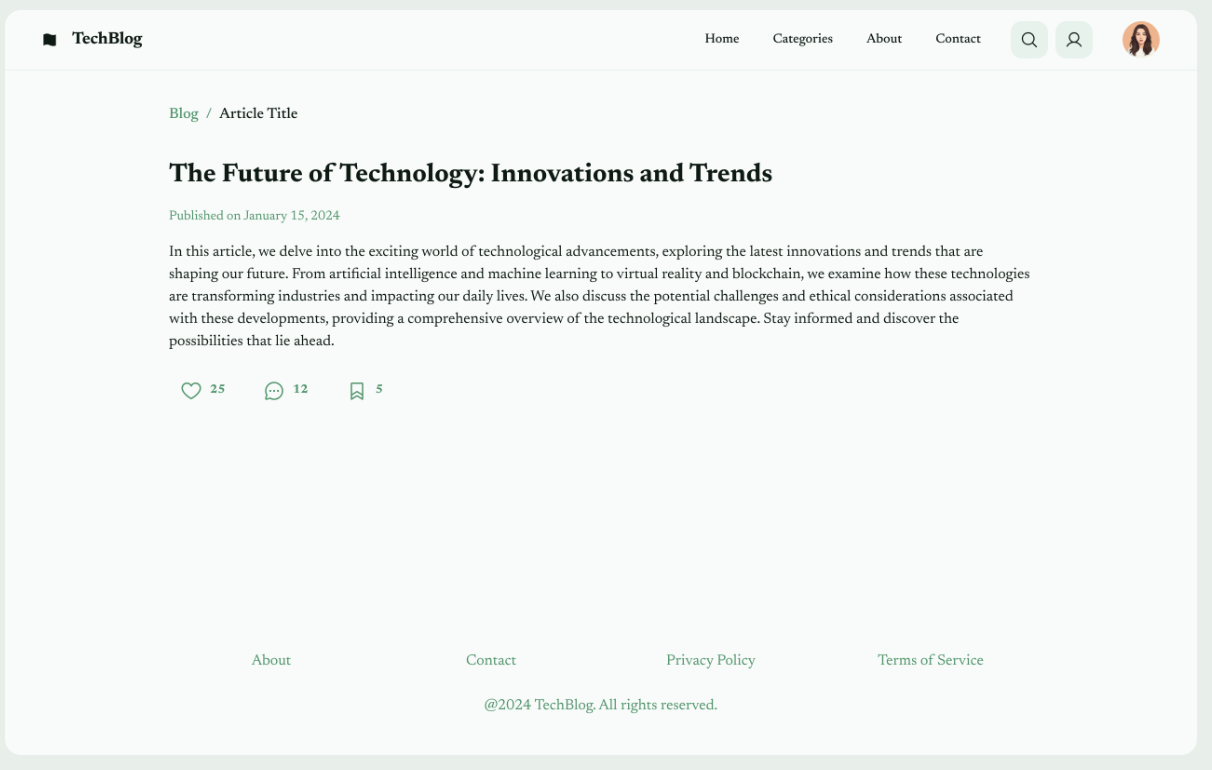 TechBlog
Home Categories About Contact
Blog / Article Title
The Future of Technology: Innovations and Trends
Published on January 15, 2024
In this article, we delve into the exciting world of technological advancements, exploring the latest innovations and trends that are
shaping our future. From artificial intelligence and machine learning to virtual reality and blockchain, we examine how these technologies
are transforming industries and impacting our daily lives. We also discuss the potential challenges and ethical considerations associated
with these developments, providing a comprehensive overview of the technological landscape. Stay informed and discover the
possibilities that lie ahead.
25 12 5
About Contact Privacy Policy Terms of Service
@2024 TechBlog. All rights reserved.